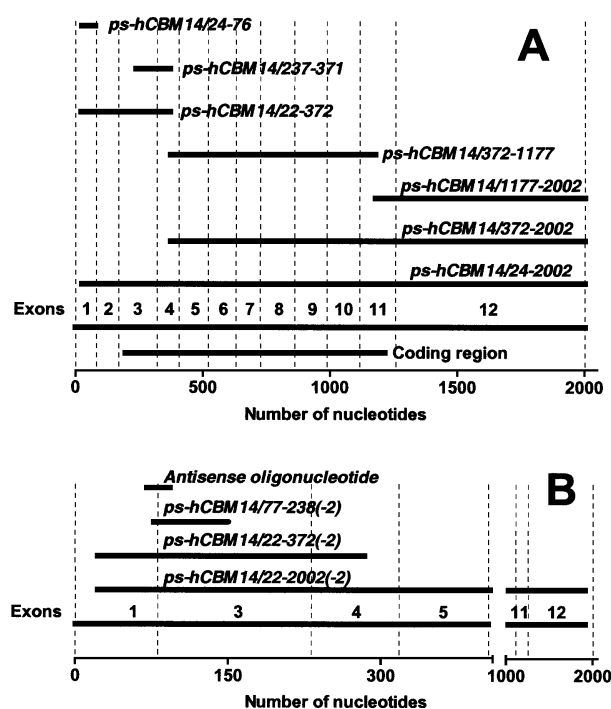 ps-hCBM14/24-76
A
ps-hCBM14/237-371
ps-hCBM14/22-372
ps-hCBM14/372-1177
ps-hCBM14/1177-2002
ps-hCBM14/372-2002
ps-hCBM14/24-2002
Exons 1 2 3 4 5 6 7 8 9 10 11 12
Coding region
0 500 1000 1500 2000
Number of nucleotides
B
Antisense oligonucleotide
ps-hCBM14/77-238(-2)
ps-hCBM14/22-372(-2)
ps-hCBM14/22-2002(-2)
Exons 1 3 4 5 11 12
0 150 300 1000 2000
Number of nucleotides